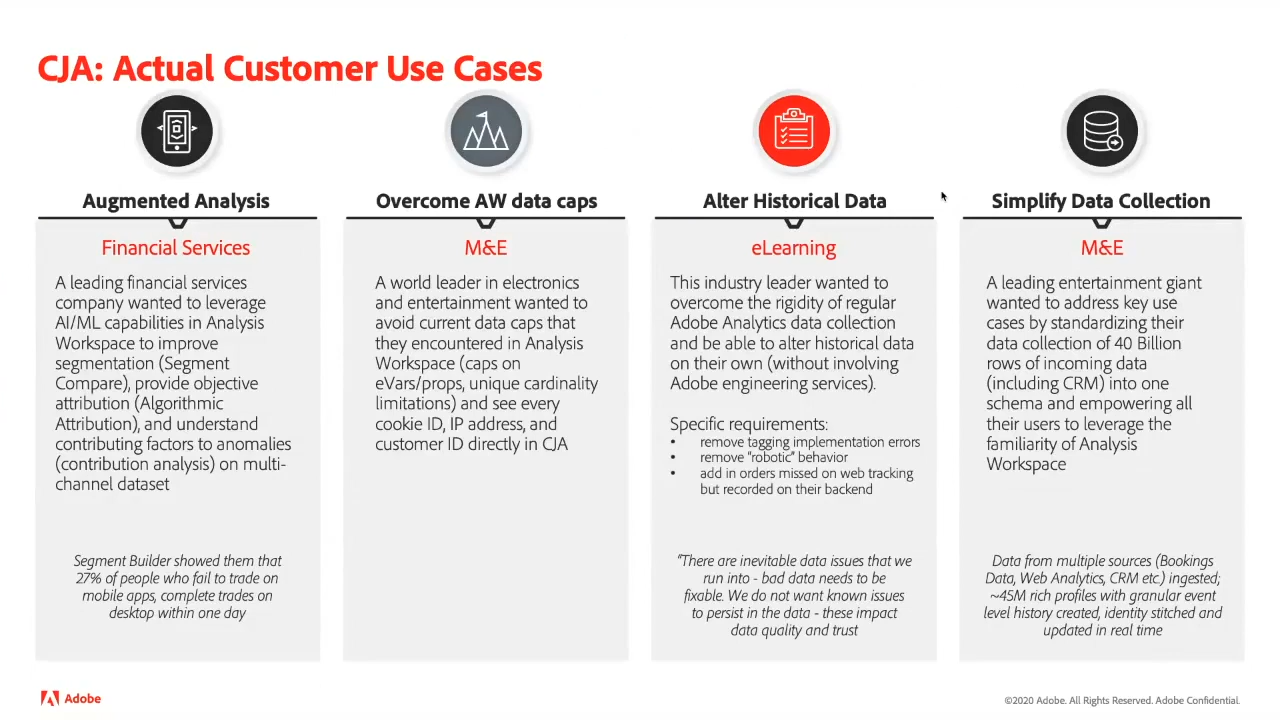 CJA: Actual Customer Use Cases
Augmented Analysis
Financial Services
A leading financial services
company wanted to leverage
AI/ML capabilities in Analysis
Workspace to improve
segmentation (Segment
Compare), provide objective
attribution (Algorithmic
Attribution), and understand
contributing factors to anomalies
(contribution analysis) on multi-
channel dataset
Segment Builder showed them that
27% of people who fail to trade on
mobile apps, complete trades on
desktop within one day
Overcome AW data caps
M&E
A world leader in electronics
and entertainment wanted to
avoid current data caps that
they encountered in Analysis
Workspace (caps on
eVars/props, unique cardinality
limitations) and see every
cookie ID, IP address, and
customer ID directly in CJA
Alter Historical Data
eLearning
This industry leader wanted to
overcome the rigidity of regular
Adobe Analytics data collection
and be able to alter historical data
on their own (without involving
Adobe engineering services).
Specific requirements:
• remove tagging implementation errors
• remove "robotic" behavior
• add in orders missed on web tracking
but recorded on their backend
"There are inevitable data issues that we
run into - bad data needs to be
fixable. We do not want known issues
to persist in the data - these impact
data quality and trust
Simplify Data Collection
M&E
A leading entertainment giant
wanted to address key use
cases by standardizing their
data collection of 40 Billion
rows of incoming data
(including CRM) into one
schema and empowering all
their users to leverage the
familiarity of Analysis
Workspace
Data from multiple sources (Bookings
Data, Web Analytics, CRM etc.) ingested;
~45M rich profiles with granular event
level history created, identity stitched and
updated in real time
Adobe
©2020 Adobe. All Rights Reserved. Adobe Confidential.